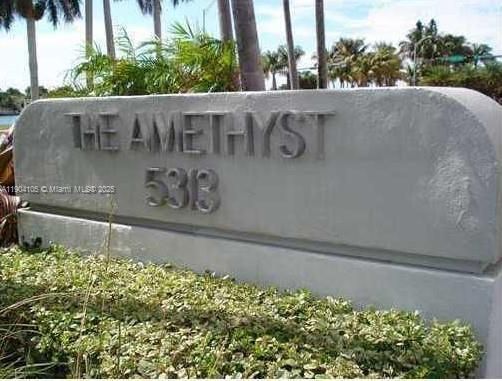 THE AMETHYST
5313
A11904105 © Miami MLS® 2025